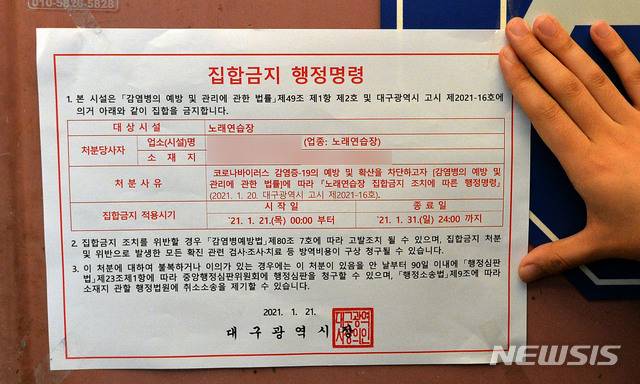 010-5828-5828
집합금지 행정명령
1. 본 시설은 「감염병의 예방 및 관리에 관한 법률」제49조 제1항 제2호 및 대구광역시 고시 제2021-16호에
의거 아래와 같이 집합을 금지합니다.
대 상 시 설 노래연습장
처분당사자 업소(시설)명 (업종: 노래연습장)
소 재 지
처 분 사 유 코로나바이러스 감염증-19의 예방 및 확산을 차단하고자 [감염병의 예방 및
관리에 관한 법률]에 따라 「노래연습장 집합금지 조치에 따른 행정명령」
(2021. 1. 20. 대구광역시 고시 제2021-16호).
집합금지 적용시기 시 작 일 종 료 일
'21. 1. 21.(목) 00:00 부터 '21. 1. 31.(일) 24:00 까지
2. 집합금지 조치를 위반할 경우 「감염병예방법」제80조 7호에 따라 고발조치 될 수 있으며, 집합금지 처분
및 위반으로 발생한 모든 확진 관련 검사·조사·치료 등 방역비용이 구상 청구될 수 있습니다.
3. 이 처분에 대하여 불복하거나 이의가 있는 경우에는 이 처분이 있음을 안 날부터 90일 이내에 「행정심판
법」제23조제1항에 따라 중앙행정심판위원회에 행정심판을 청구할 수 있으며, 「행정소송법」제9조에 따라
소재지 관할 행정법원에 취소소송을 제기할 수 있습니다.
2021. 1. 21.
대 구 광 역 시 장
대구광역
시장의인
NEWSIS